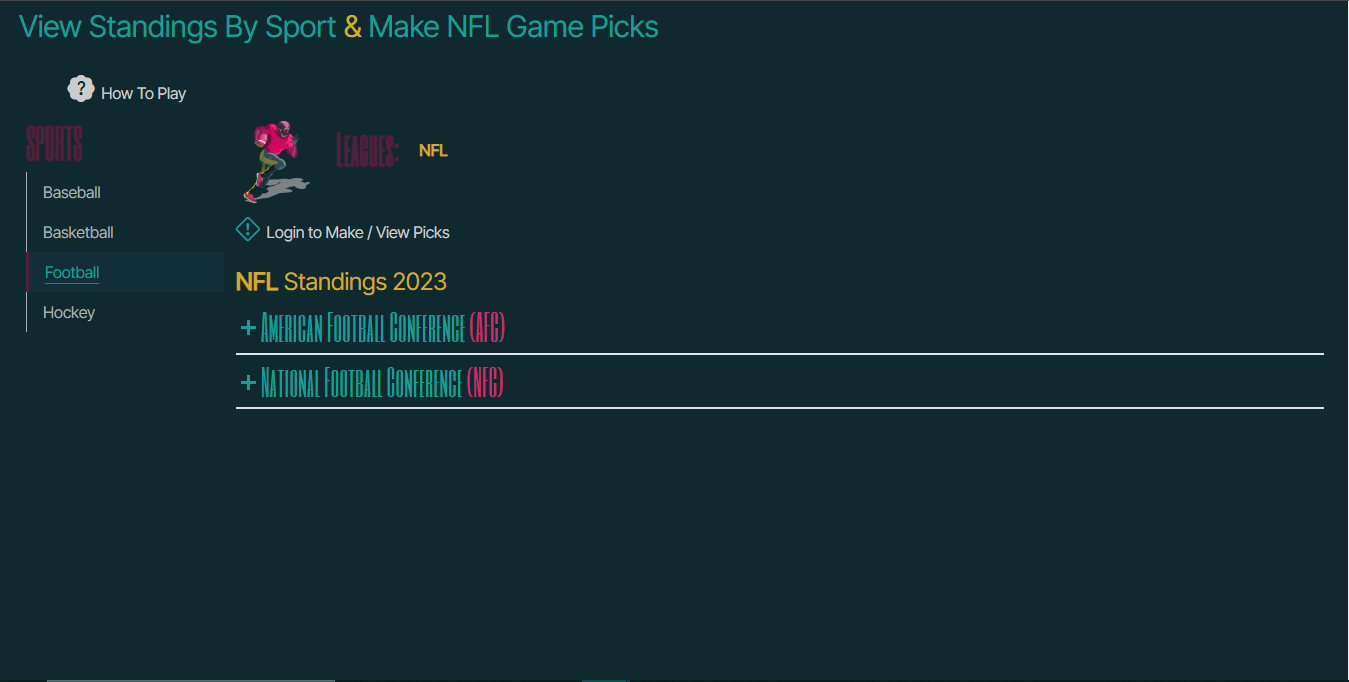 View Standings By Sport & Make NFL Game Picks
? How To Play
SPORTS
Leagues: NFL
Baseball
Basketball
Football
Hockey
! Login to Make / View Picks
NFL Standings 2023
+ American Football Conference (AFC)
+ National Football Conference (NFC)